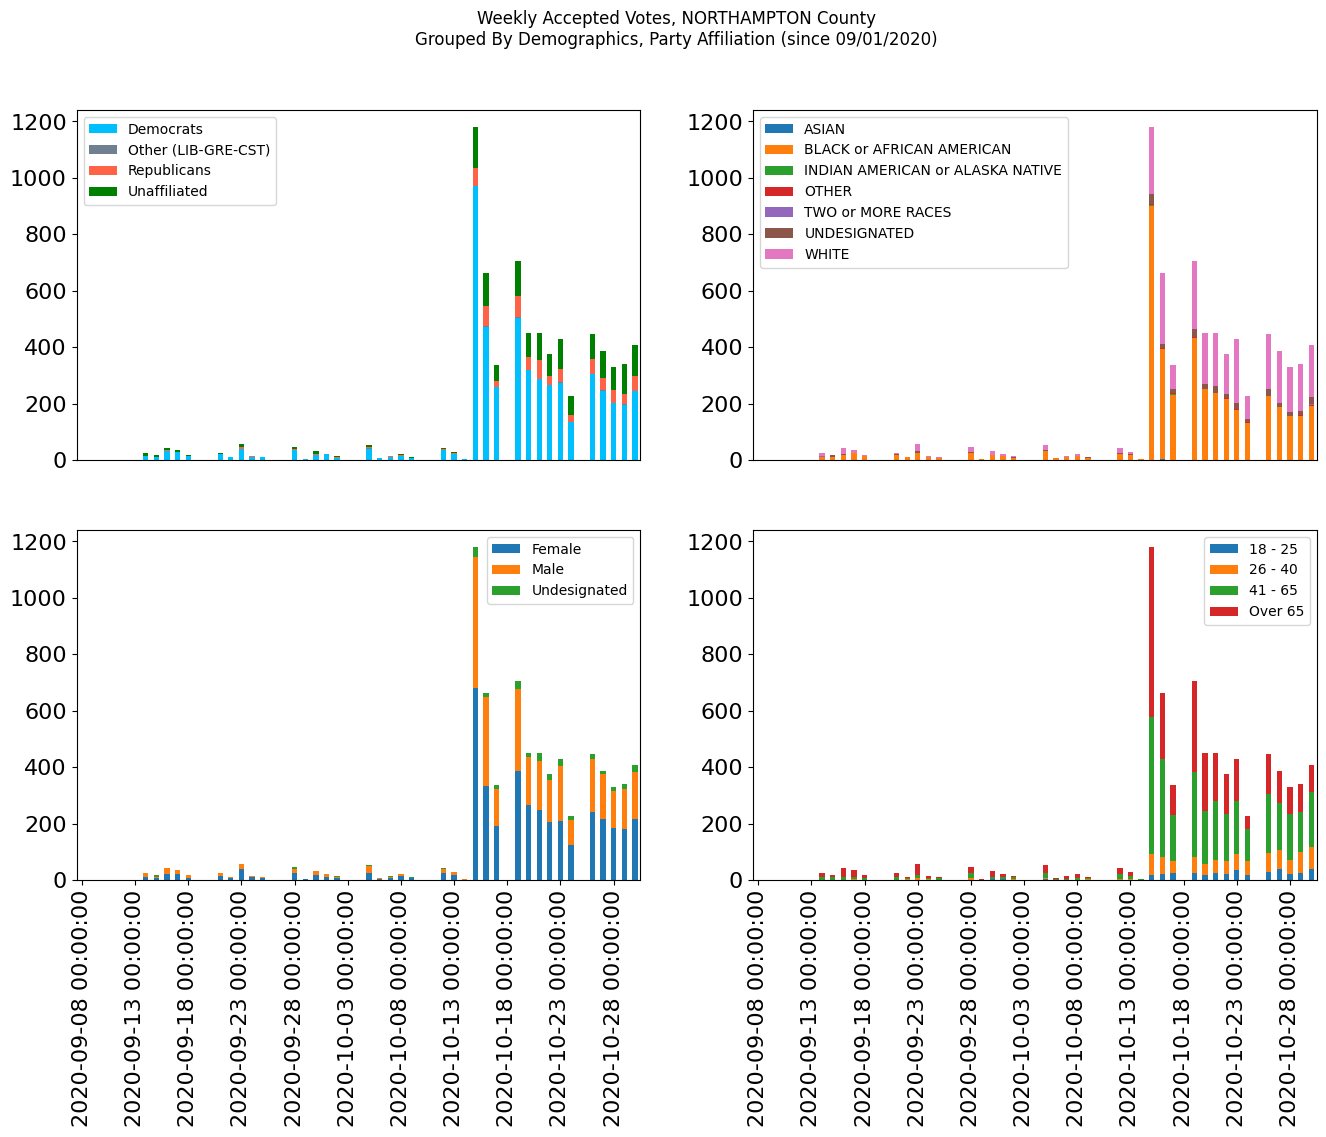 Weekly Accepted Votes, NORTHAMPTON County
Grouped By Demographics, Party Affiliation (since 09/01/2020)
1200
1000
800
600
400
200
0
Democrats
Other (LIB-GRE-CST)
Republicans
Unaffiliated
1200
1000
800
600
400
200
0
ASIAN
BLACK or AFRICAN AMERICAN
INDIAN AMERICAN or ALASKA NATIVE
OTHER
TWO or MORE RACES
UNDESIGNATED
WHITE
1200
1000
800
600
400
200
0
Female
Male
Undesignated
2020-09-08 00:00:00
2020-09-13 00:00:00
2020-09-18 00:00:00
2020-09-23 00:00:00
2020-09-28 00:00:00
2020-10-03 00:00:00
2020-10-08 00:00:00
2020-10-13 00:00:00
2020-10-18 00:00:00
2020-10-23 00:00:00
2020-10-28 00:00:00
1200
1000
800
600
400
200
0
18 - 25
26 - 40
41 - 65
Over 65
2020-09-08 00:00:00
2020-09-13 00:00:00
2020-09-18 00:00:00
2020-09-23 00:00:00
2020-09-28 00:00:00
2020-10-03 00:00:00
2020-10-08 00:00:00
2020-10-13 00:00:00
2020-10-18 00:00:00
2020-10-23 00:00:00
2020-10-28 00:00:00